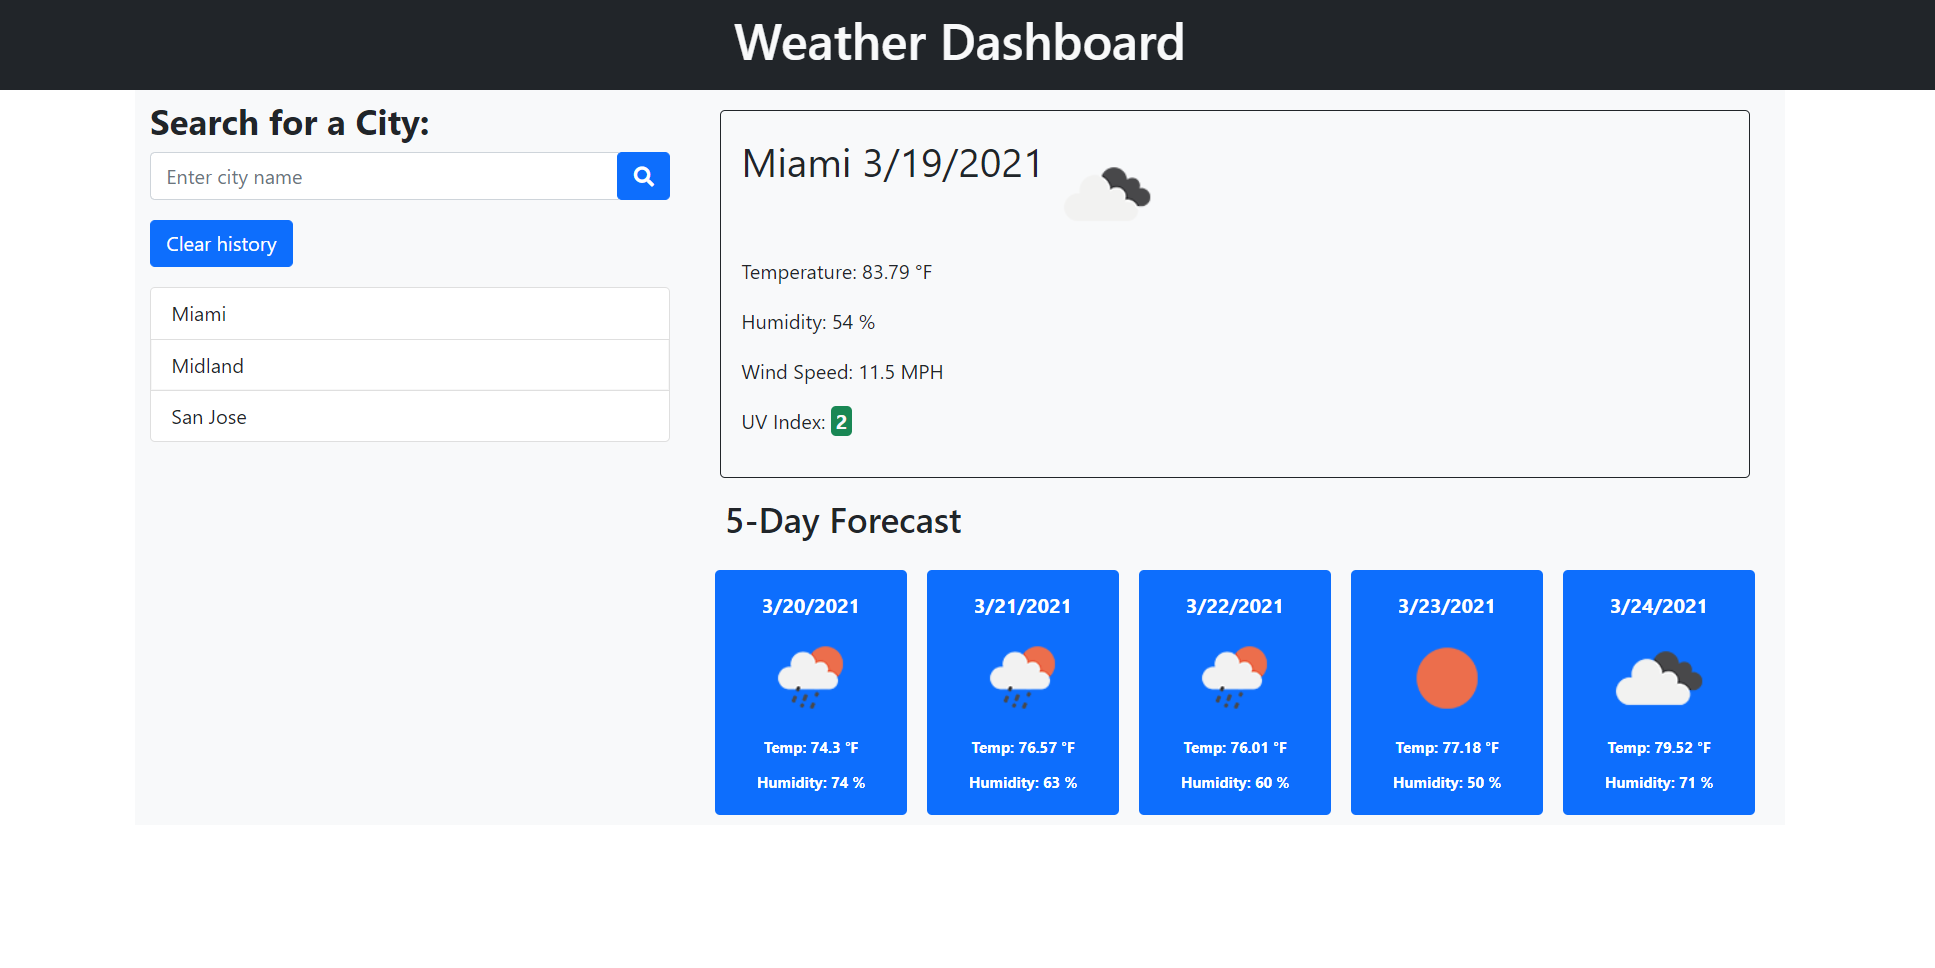 Weather Dashboard
Search for a City:
Enter city name
Clear history
Miami
Midland
San Jose
Miami 3/19/2021
Temperature: 83.79 °F
Humidity: 54 %
Wind Speed: 11.5 MPH
UV Index: 2
5-Day Forecast
3/20/2021
Temp: 74.3 °F
Humidity: 74 %
3/21/2021
Temp: 76.57 °F
Humidity: 63 %
3/22/2021
Temp: 76.01 °F
Humidity: 60 %
3/23/2021
Temp: 77.18 °F
Humidity: 50 %
3/24/2021
Temp: 79.52 °F
Humidity: 71 %